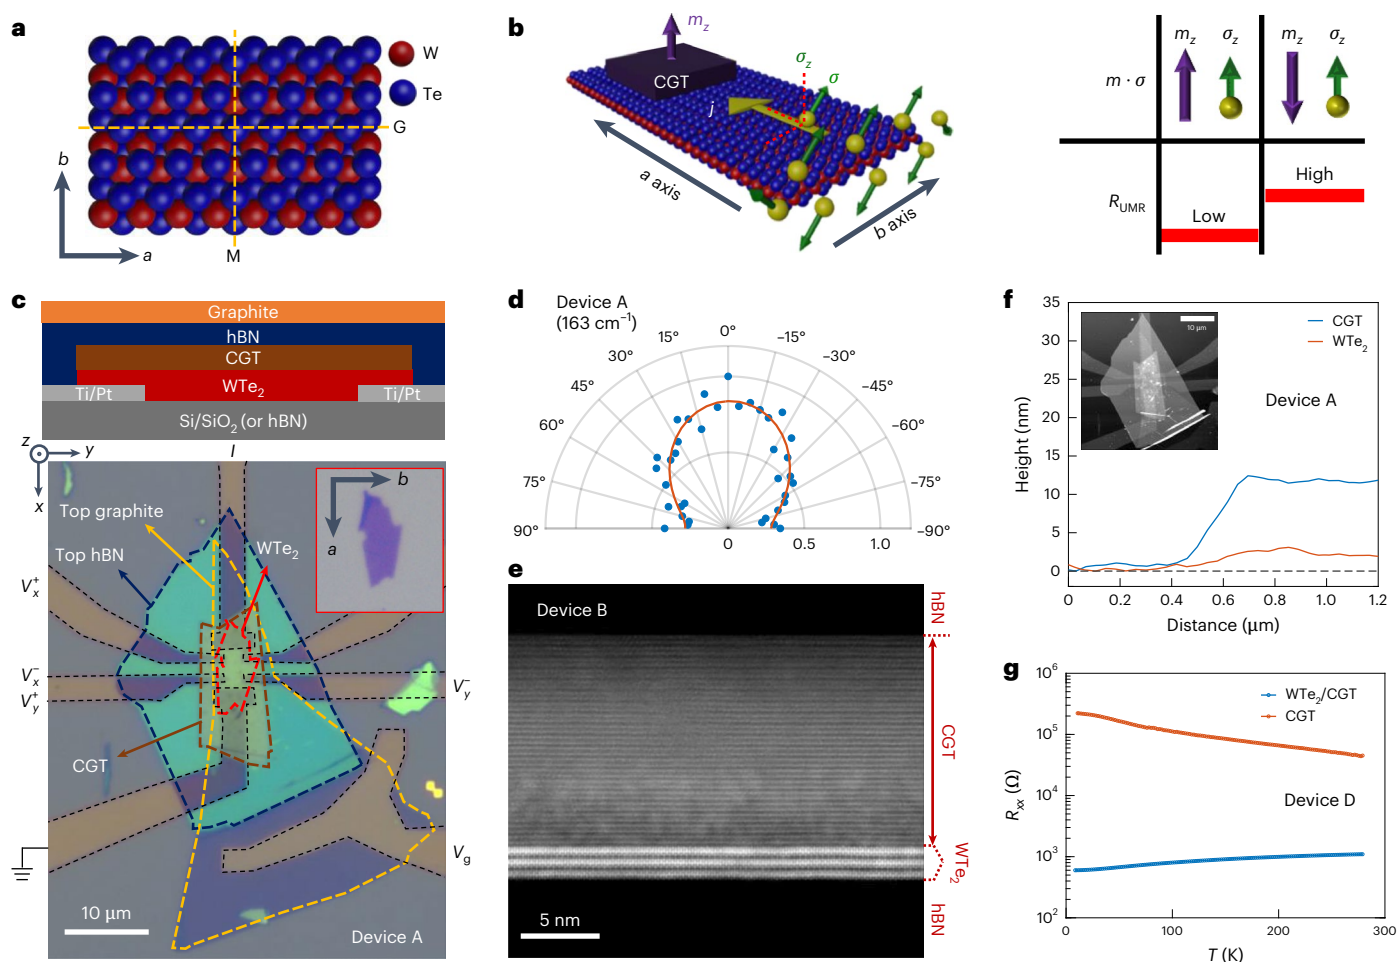 a
W
Te
G
b
a
M
b
m_z
CGT
σ_z
σ
j
a axis
b axis
m_z σ_z m_z σ_z
m · σ
High
R_UMR
Low
c
Graphite
hBN
CGT
WTe₂
Ti/Pt Ti/Pt
Si/SiO₂ (or hBN)
z
y
x
I
b
a
Top graphite
Top hBN
WTe₂
V_x⁺
V_x⁻
V_y⁺
V_y⁻
CGT
V_g
10 μm
Device A
d
Device A
(163 cm⁻¹)
0°
15° −15°
30° −30°
45° −45°
60° −60°
75° −75°
90° −90°
0 0.5 1.0
e
Device B
hBN
CGT
WTe₂
hBN
5 nm
f
35
30
25
20
15
10
5
0
Height (nm)
10 μm
CGT
WTe₂
Device A
0 0.2 0.4 0.6 0.8 1.0 1.2
Distance (μm)
g
10⁶
10⁵
10⁴
10³
10²
R_xx (Ω)
WTe₂/CGT
CGT
Device D
0 100 200 300
T (K)